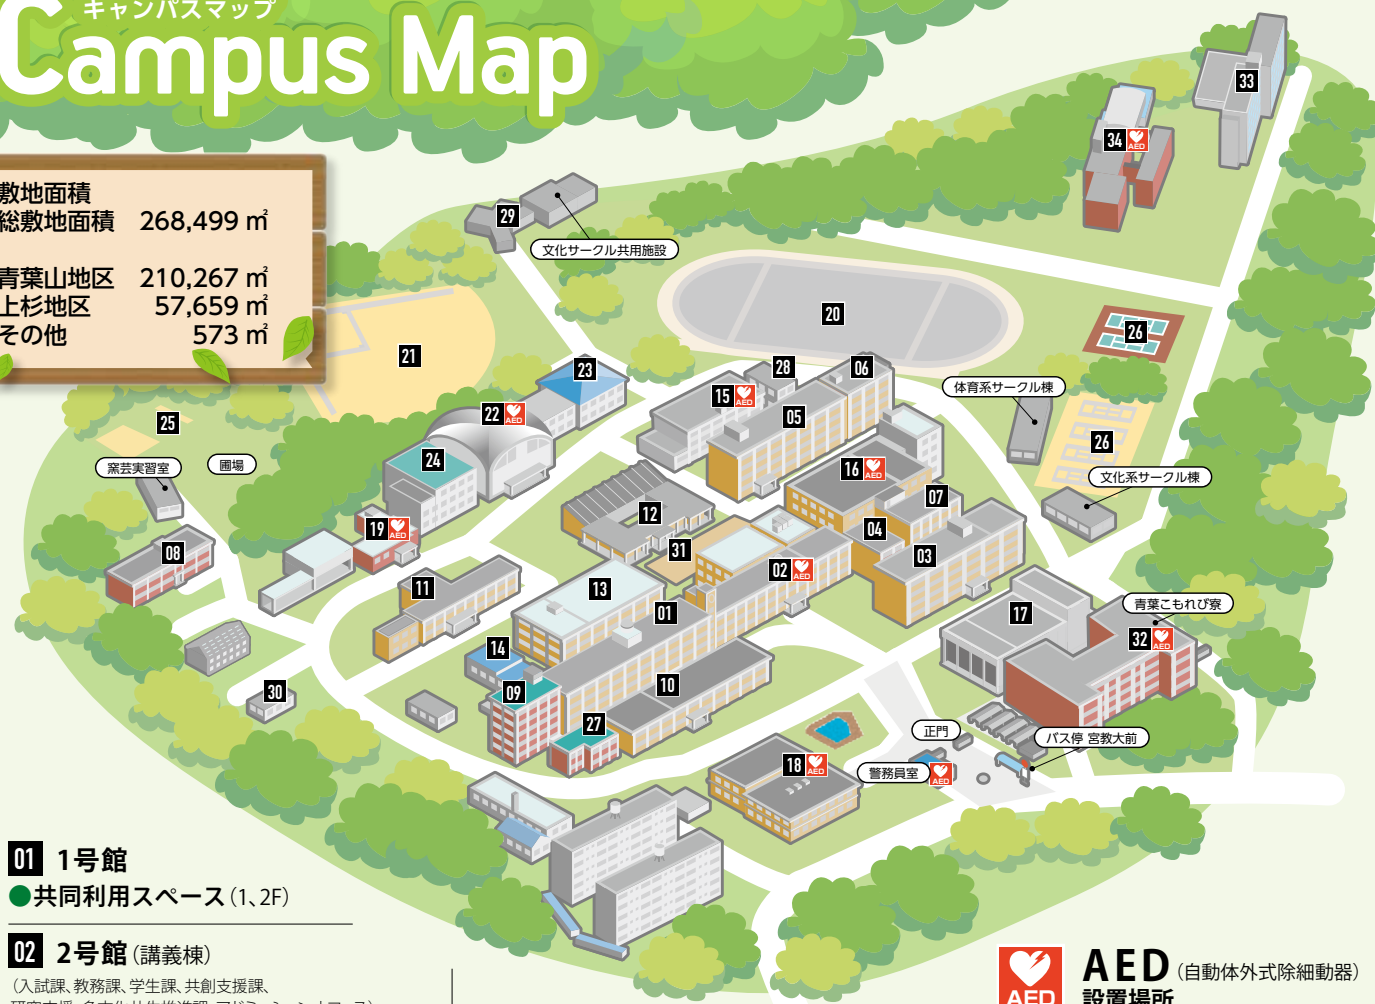 キャンパスマップ
Campus Map
敷地面積
総敷地面積 268,499 ㎡
青葉山地区 210,267 ㎡
上杉地区 57,659 ㎡
その他 573 ㎡
33
34 AED
29
文化サークル共用施設
20
26
21
23
28
06
15 AED
体育系サークル棟
22 AED
05
25
26
24
窯芸実習室
圃場
16 AED
文化系サークル棟
07
12
19 AED
04
31
08
03
02 AED
11
13
青葉こもれび寮
01
17
32 AED
14
10
09
30
27
正門
バス停 宮教大前
18 AED
警務員室 AED
01 1号館
●共同利用スペース(1、2F)
02 2号館(講義棟)
(入試課、教務課、学生課、共創支援課、
AED AED(自動体外式除細動器)
設置場所